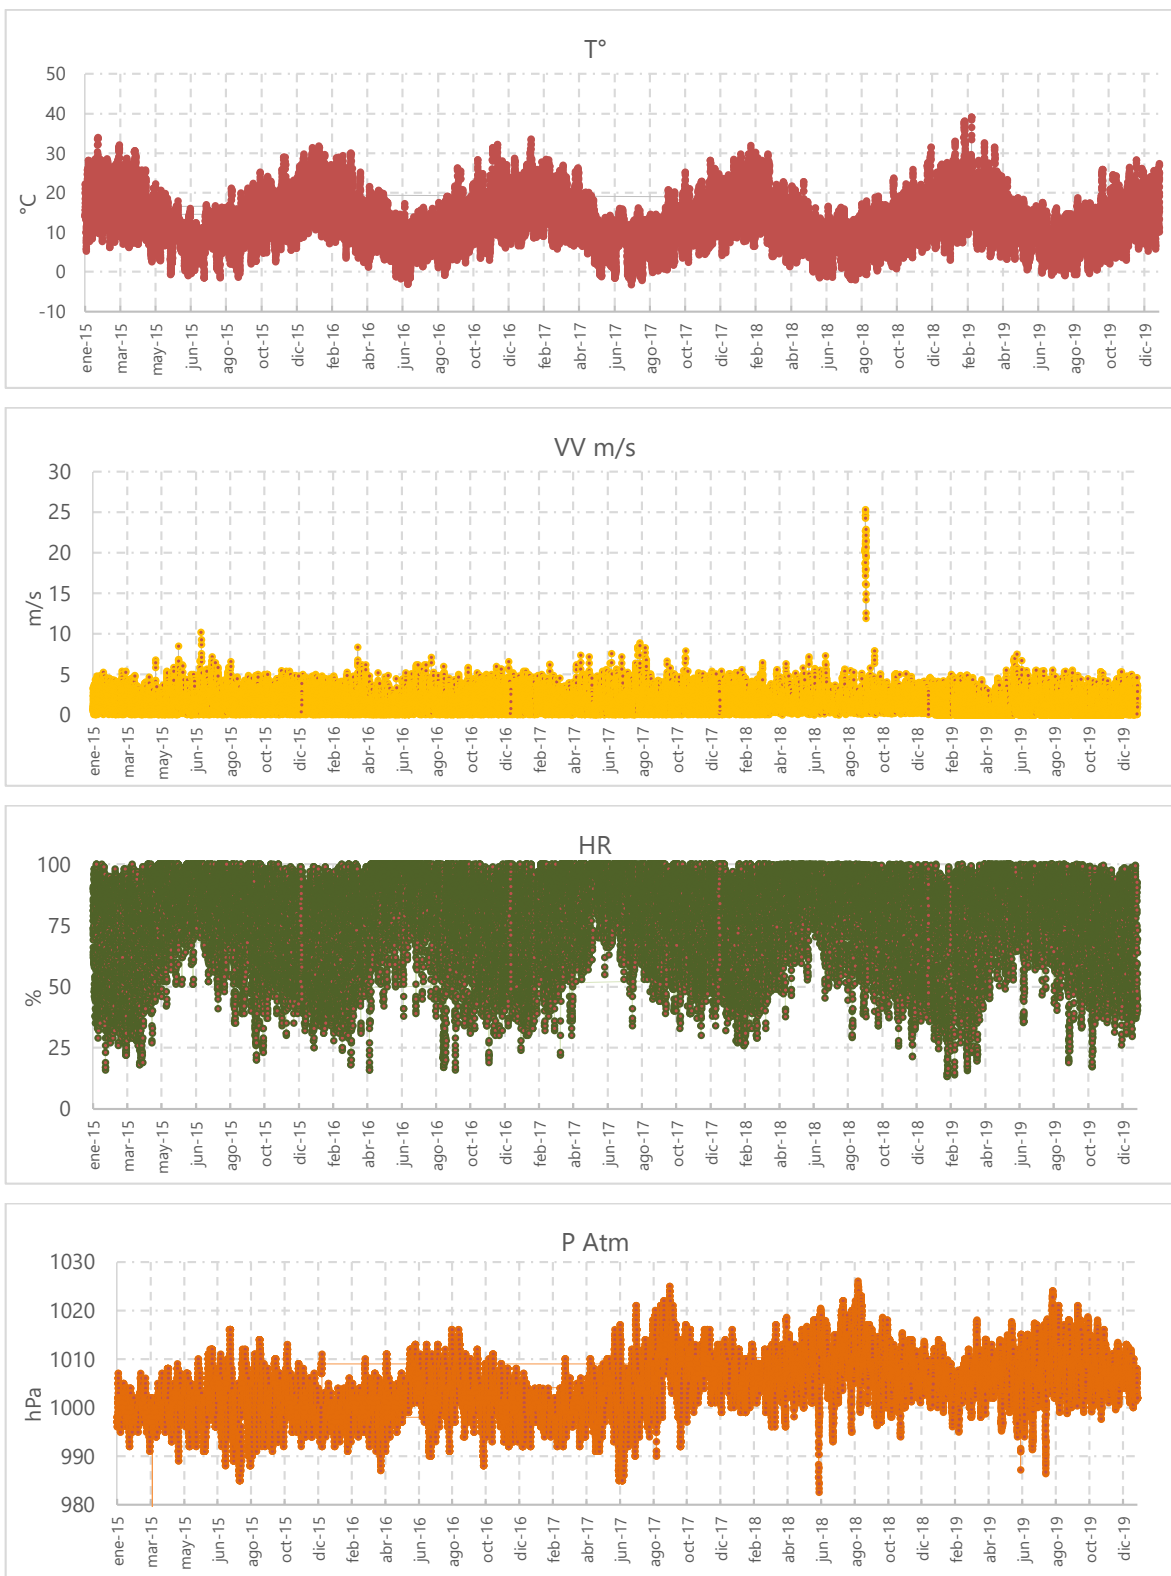 T°
50
40
30
20
10
0
-10
°C
ene-15 mar-15 may-15 jun-15 ago-15 oct-15 dic-15 feb-16 abr-16 jun-16 ago-16 oct-16 dic-16 feb-17 abr-17 jun-17 ago-17 oct-17 dic-17 feb-18 abr-18 jun-18 ago-18 oct-18 dic-18 feb-19 abr-19 jun-19 ago-19 oct-19 dic-19
VV m/s
30
25
20
15
10
5
0
m/s
ene-15 mar-15 may-15 jun-15 ago-15 oct-15 dic-15 feb-16 abr-16 jun-16 ago-16 oct-16 dic-16 feb-17 abr-17 jun-17 ago-17 oct-17 dic-17 feb-18 abr-18 jun-18 ago-18 oct-18 dic-18 feb-19 abr-19 jun-19 ago-19 oct-19 dic-19
HR
100
75
50
25
0
%
ene-15 mar-15 may-15 jun-15 ago-15 oct-15 dic-15 feb-16 abr-16 jun-16 ago-16 oct-16 dic-16 feb-17 abr-17 jun-17 ago-17 oct-17 dic-17 feb-18 abr-18 jun-18 ago-18 oct-18 dic-18 feb-19 abr-19 jun-19 ago-19 oct-19 dic-19
P Atm
1030
1020
1010
1000
990
980
hPa
ene-15 mar-15 may-15 jun-15 ago-15 oct-15 dic-15 feb-16 abr-16 jun-16 ago-16 oct-16 dic-16 feb-17 abr-17 jun-17 ago-17 oct-17 dic-17 feb-18 abr-18 jun-18 ago-18 oct-18 dic-18 feb-19 abr-19 jun-19 ago-19 oct-19 dic-19